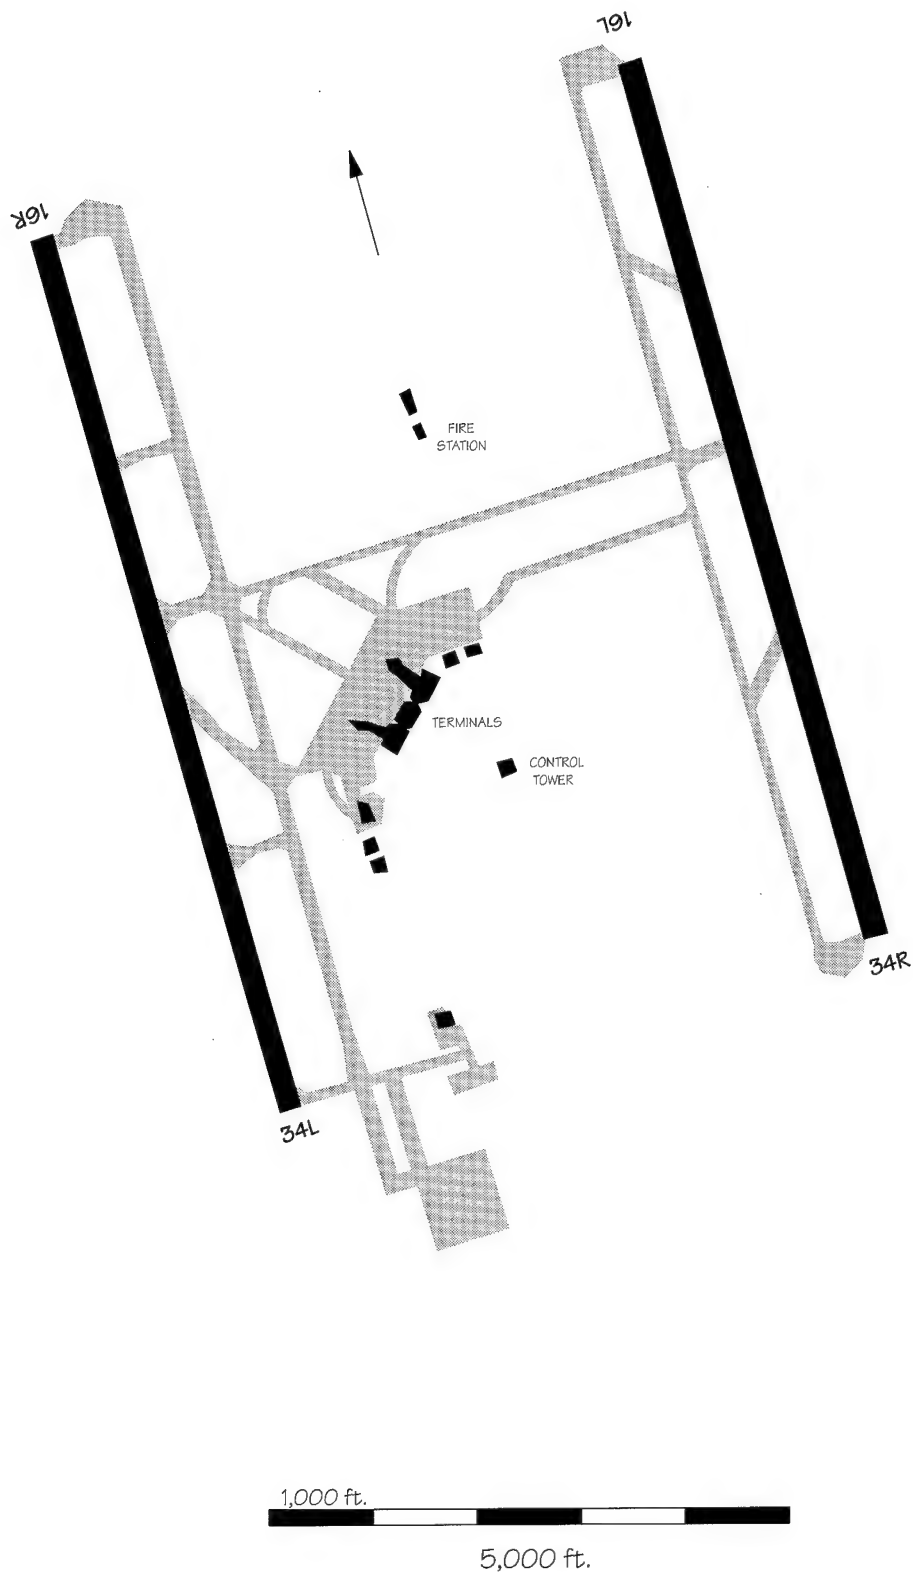 16L
16R
FIRE
STATION
TERMINALS
CONTROL
TOWER
34R
34L
1,000 ft.
5,000 ft.